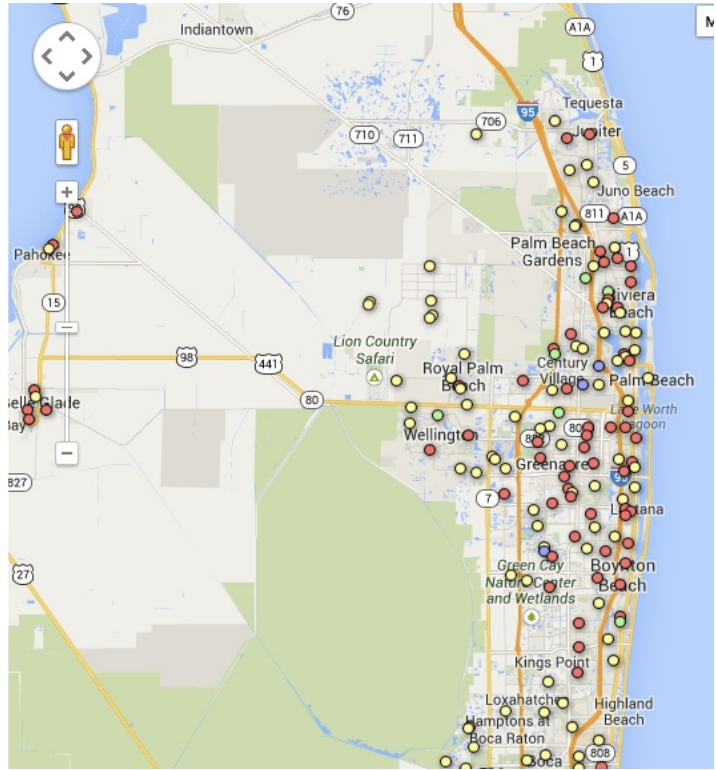 76
Indiantown
A1A
M
1
Tequesta
95
706
Jupiter
710
711
5
Juno Beach
811
A1A
Palm Beach
Gardens
1
Pahokee
15
Riviera
Beach
Lion Country
Safari
98
441
Royal Palm
Beach
Century
Village
Palm Beach
80
Belle Glade
Lake Worth
Lagoon
Wellington
Greenacres
827
7
95
Lantana
27
Green Cay
Nature Center
and Wetlands
Boynton
Beach
Kings Point
Loxahatchee
Highland
Beach
Hamptons at
Boca Raton
808
Boca